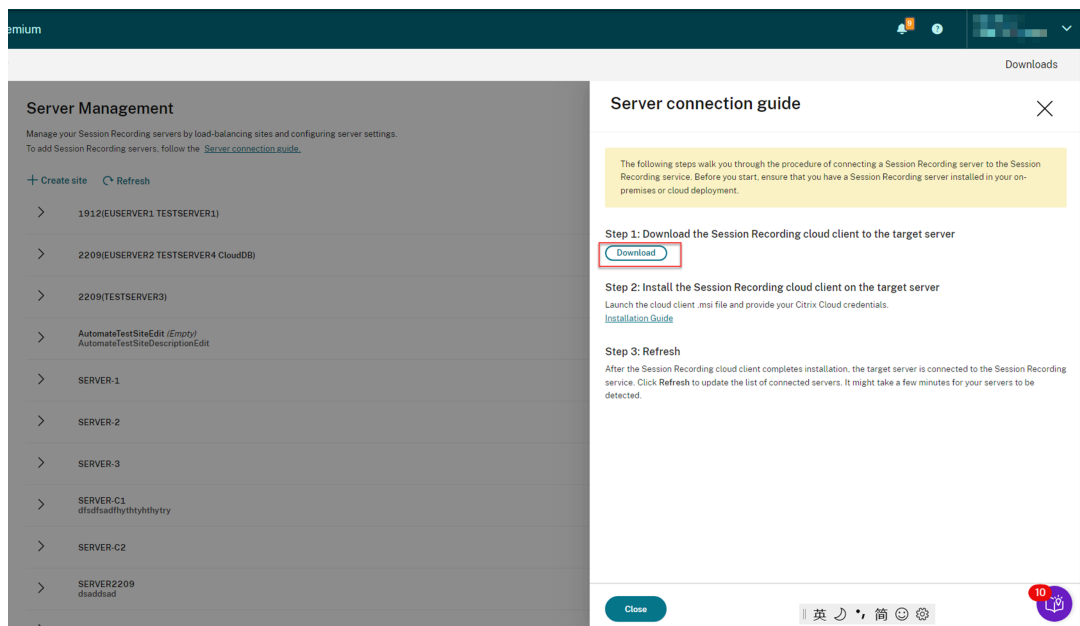 emium
9
?
Downloads
Server Management
Manage your Session Recording servers by load-balancing sites and configuring server settings.
To add Session Recording servers, follow the Server connection guide.
+ Create site Refresh
1912(EUSERVER1 TESTSERVER1)
2209(EUSERVER2 TESTSERVER4 CloudDB)
2209(TESTSERVER3)
AutomateTestSiteEdit (Empty)
AutomateTestSiteDescriptionEdit
SERVER-1
SERVER-2
SERVER-3
SERVER-C1
dfsdfsadfhythtyhthytry
SERVER-C2
SERVER2209
dsaddsad
Server connection guide
The following steps walk you through the procedure of connecting a Session Recording server to the Session
Recording service. Before you start, ensure that you have a Session Recording server installed in your on-
premises or cloud deployment.
Step 1: Download the Session Recording cloud client to the target server
Download
Step 2: Install the Session Recording cloud client on the target server
Launch the cloud client .msi file and provide your Citrix Cloud credentials.
Installation Guide
Step 3: Refresh
After the Session Recording cloud client completes installation, the target server is connected to the Session Recording
service. Click Refresh to update the list of connected servers. It might take a few minutes for your servers to be
detected.
Close
英 简
10